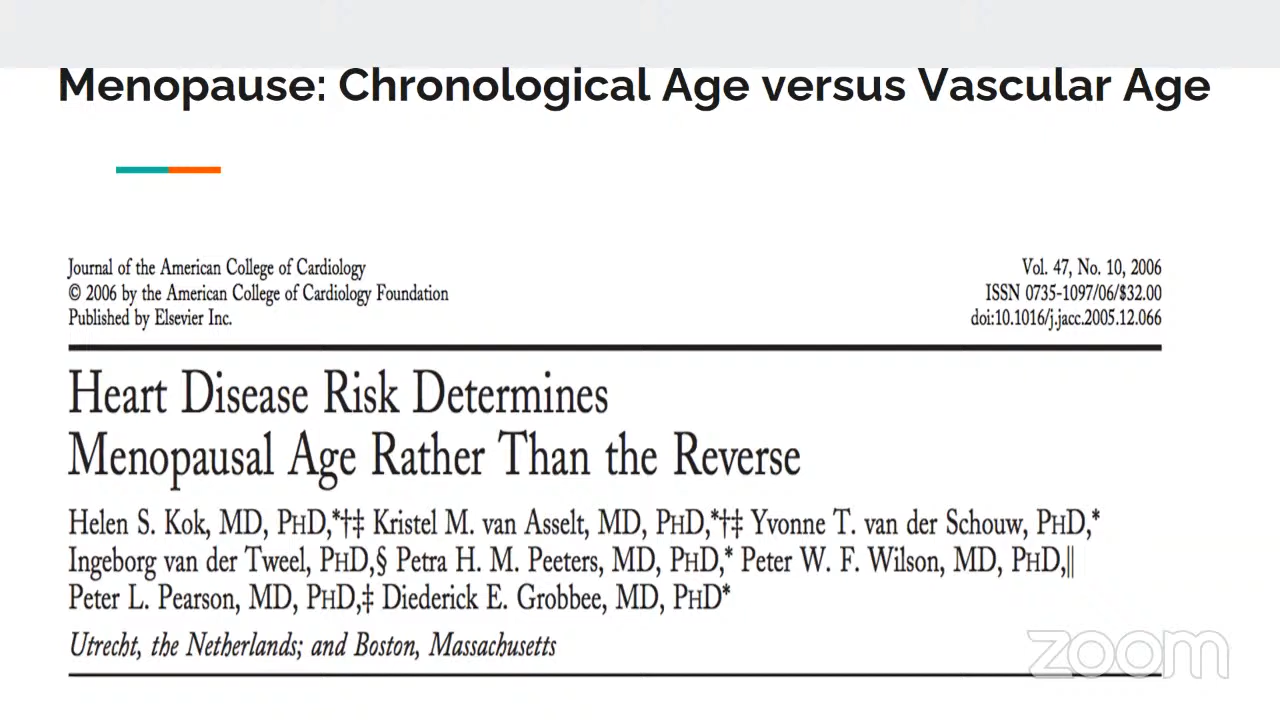 Menopause: Chronological Age versus Vascular Age
Journal of the American College of Cardiology
© 2006 by the American College of Cardiology Foundation
Published by Elsevier Inc.
Vol. 47, No. 10, 2006
ISSN 0735-1097/06/$32.00
doi:10.1016/j.jacc.2005.12.066
Heart Disease Risk Determines
Menopausal Age Rather Than the Reverse
Helen S. Kok, MD, PHD,*†‡ Kristel M. van Asselt, MD, PHD,*†‡ Yvonne T. van der Schouw, PHD,*
Ingeborg van der Tweel, PHD,§ Petra H. M. Peeters, MD, PHD,* Peter W. F. Wilson, MD, PHD,∥
Peter L. Pearson, MD, PHD,‡ Diederick E. Grobbee, MD, PHD*
Utrecht, the Netherlands; and Boston, Massachusetts
zoom